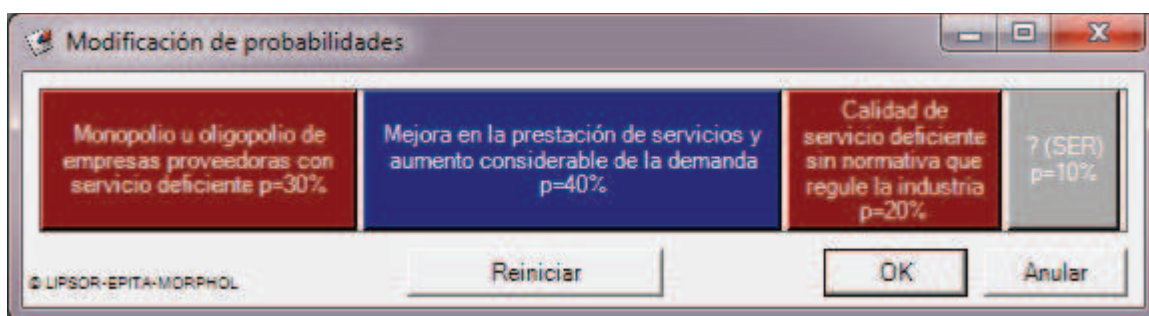 Modificación de probabilidades
Monopolio u oligopolio de
empresas proveedoras con
servicio deficiente p=30%
Mejora en la prestación de servicios y
aumento considerable de la demanda
p=40%
Calidad de
servicio deficiente
sin normativa que
regule la industria
p=20%
? (SER)
p=10%
© LIPSOR-EPITA-MORPHOL
Reiniciar
OK
Anular